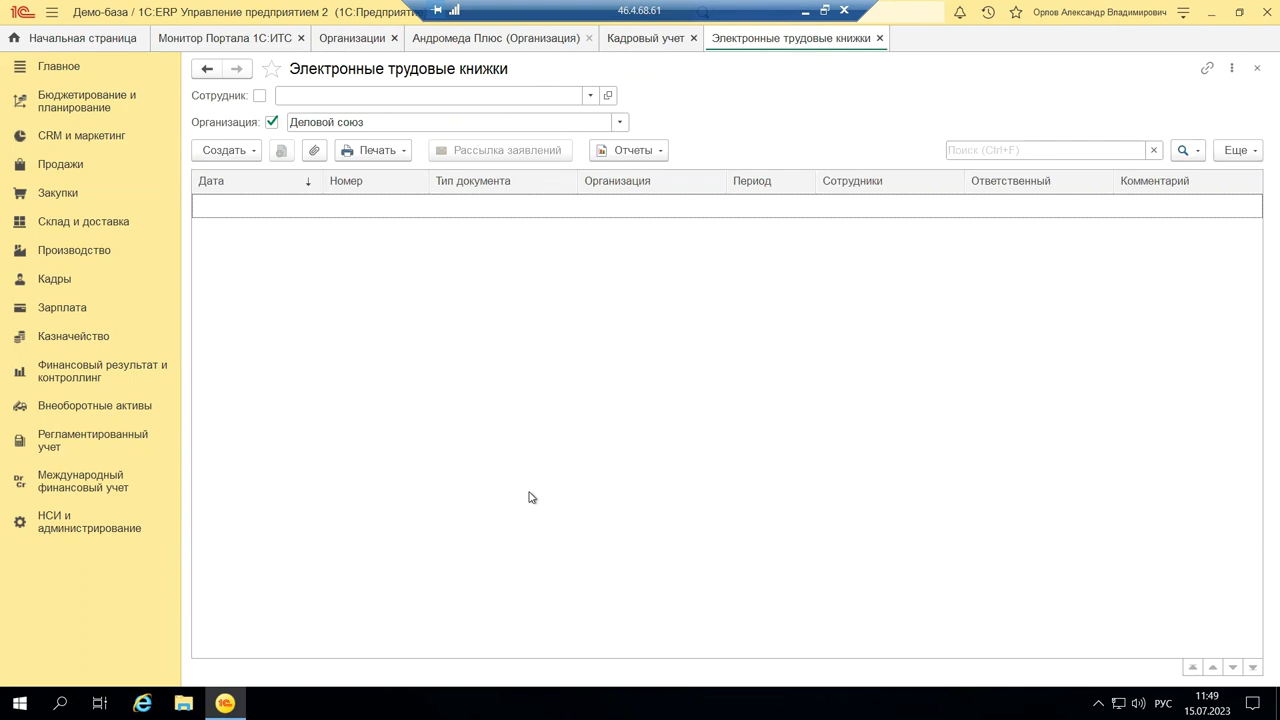 1С Демо-база / 1С:ERP Управление предприятием 2 (1С:Предприяти
46.4.68.61
Орлов Александр Владимирович
Начальная страница
Монитор Портала 1С:ИТС ×
Организации ×
Андромеда Плюс (Организация) ×
Кадровый учет ×
Электронные трудовые книжки ×
Главное
Бюджетирование и
планирование
CRM и маркетинг
Продажи
Закупки
Склад и доставка
Производство
Кадры
Зарплата
Казначейство
Финансовый результат и
контроллинг
Внеоборотные активы
Регламентированный
учет
Dr
Cr
Международный
финансовый учет
НСИ и
администрирование
Электронные трудовые книжки
Сотрудник:
Организация: Деловой союз
Создать
Печать
Рассылка заявлений
Отчеты
Поиск (Ctrl+F)
Еще
Дата ↓ Номер Тип документа Организация Период Сотрудники Ответственный Комментарий
РУС
11:49
15.07.2023